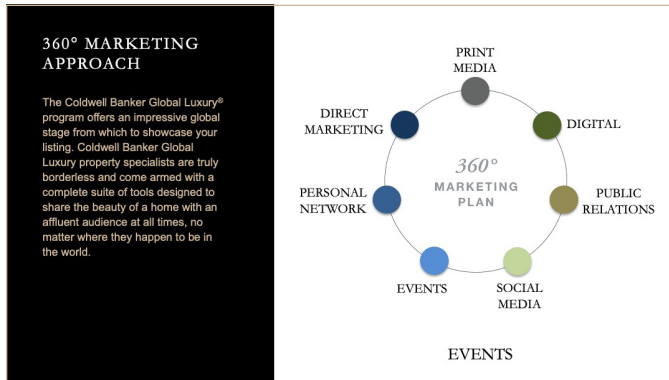 360° MARKETING
APPROACH
The Coldwell Banker Global Luxury®
program offers an impressive global
stage from which to showcase your
listing. Coldwell Banker Global
Luxury property specialists are truly
borderless and come armed with a
complete suite of tools designed to
share the beauty of a home with an
affluent audience at all times, no
matter where they happen to be in
the world.
PRINT
MEDIA
DIRECT
MARKETING
DIGITAL
360°
MARKETING
PLAN
PERSONAL
NETWORK
PUBLIC
RELATIONS
EVENTS
SOCIAL
MEDIA
EVENTS